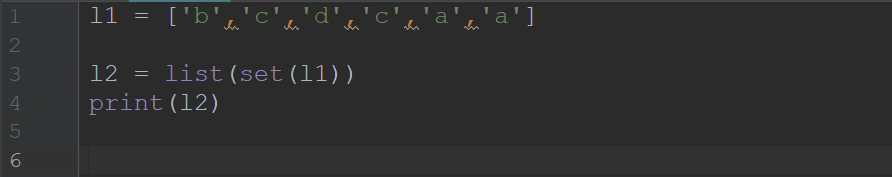 1 l1 = ['b','c','d','c','a','a']
2
3 l2 = list(set(l1))
4 print(l2)
5
6